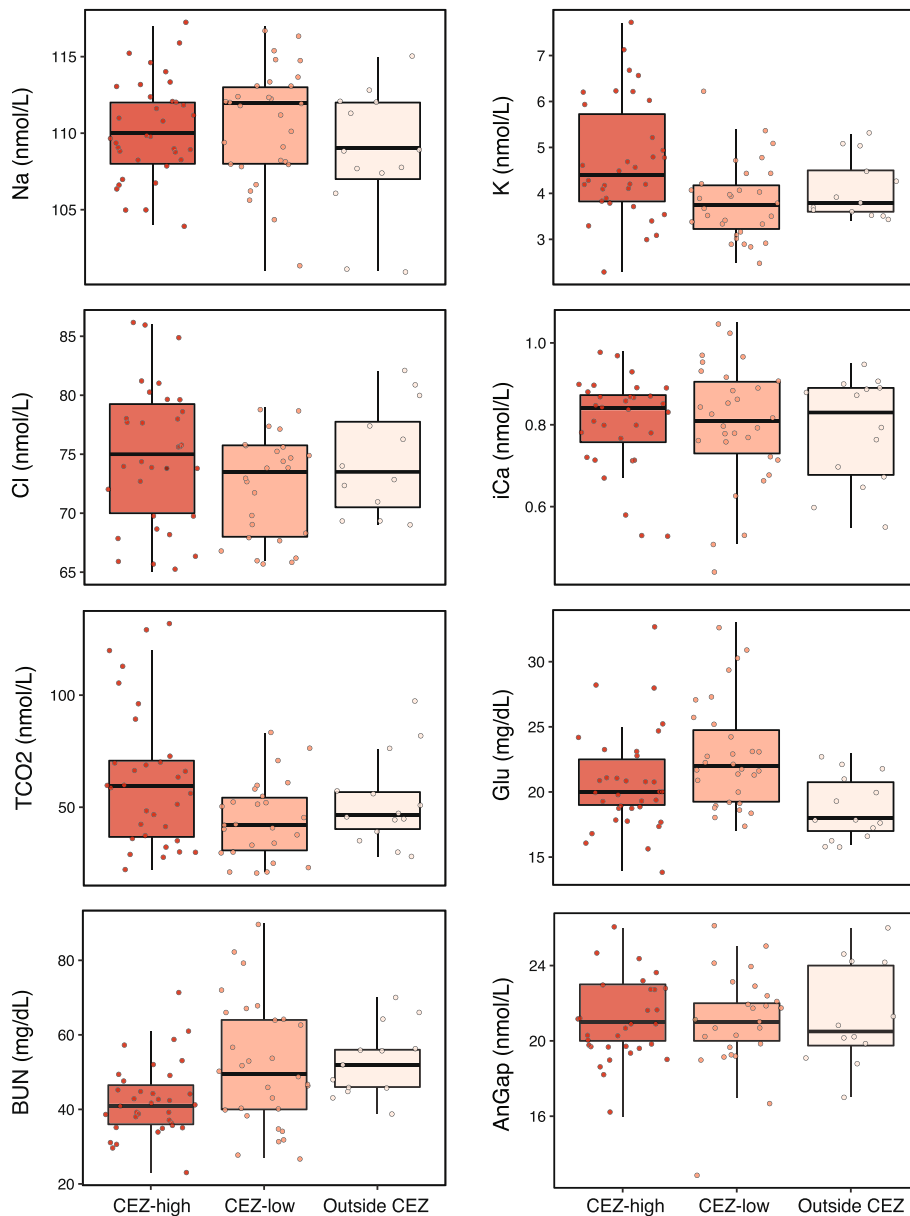 Na (nmol/L)
115
110
105
K (nmol/L)
7
6
5
4
3
Cl (nmol/L)
85
80
75
70
65
iCa (nmol/L)
1.0
0.8
0.6
TCO2 (nmol/L)
100
50
Glu (mg/dL)
30
25
20
15
BUN (mg/dL)
80
60
40
20
CEZ-high CEZ-low Outside CEZ
AnGap (nmol/L)
24
20
16
CEZ-high CEZ-low Outside CEZ